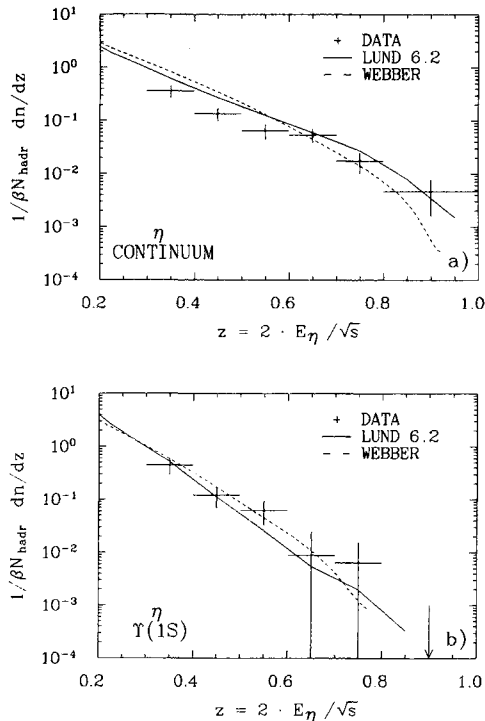 10¹
10⁰
10⁻¹
10⁻²
10⁻³
10⁻⁴
1/βN_hadr dn/dz
DATA
LUND 6.2
WEBBER
η
CONTINUUM
a)
0.2 0.4 0.6 0.8 1.0
z = 2 · E_η /√s
10¹
10⁰
10⁻¹
10⁻²
10⁻³
10⁻⁴
1/βN_hadr dn/dz
DATA
LUND 6.2
WEBBER
η
Υ(1S)
b)
0.2 0.4 0.6 0.8 1.0
z = 2 · E_η /√s